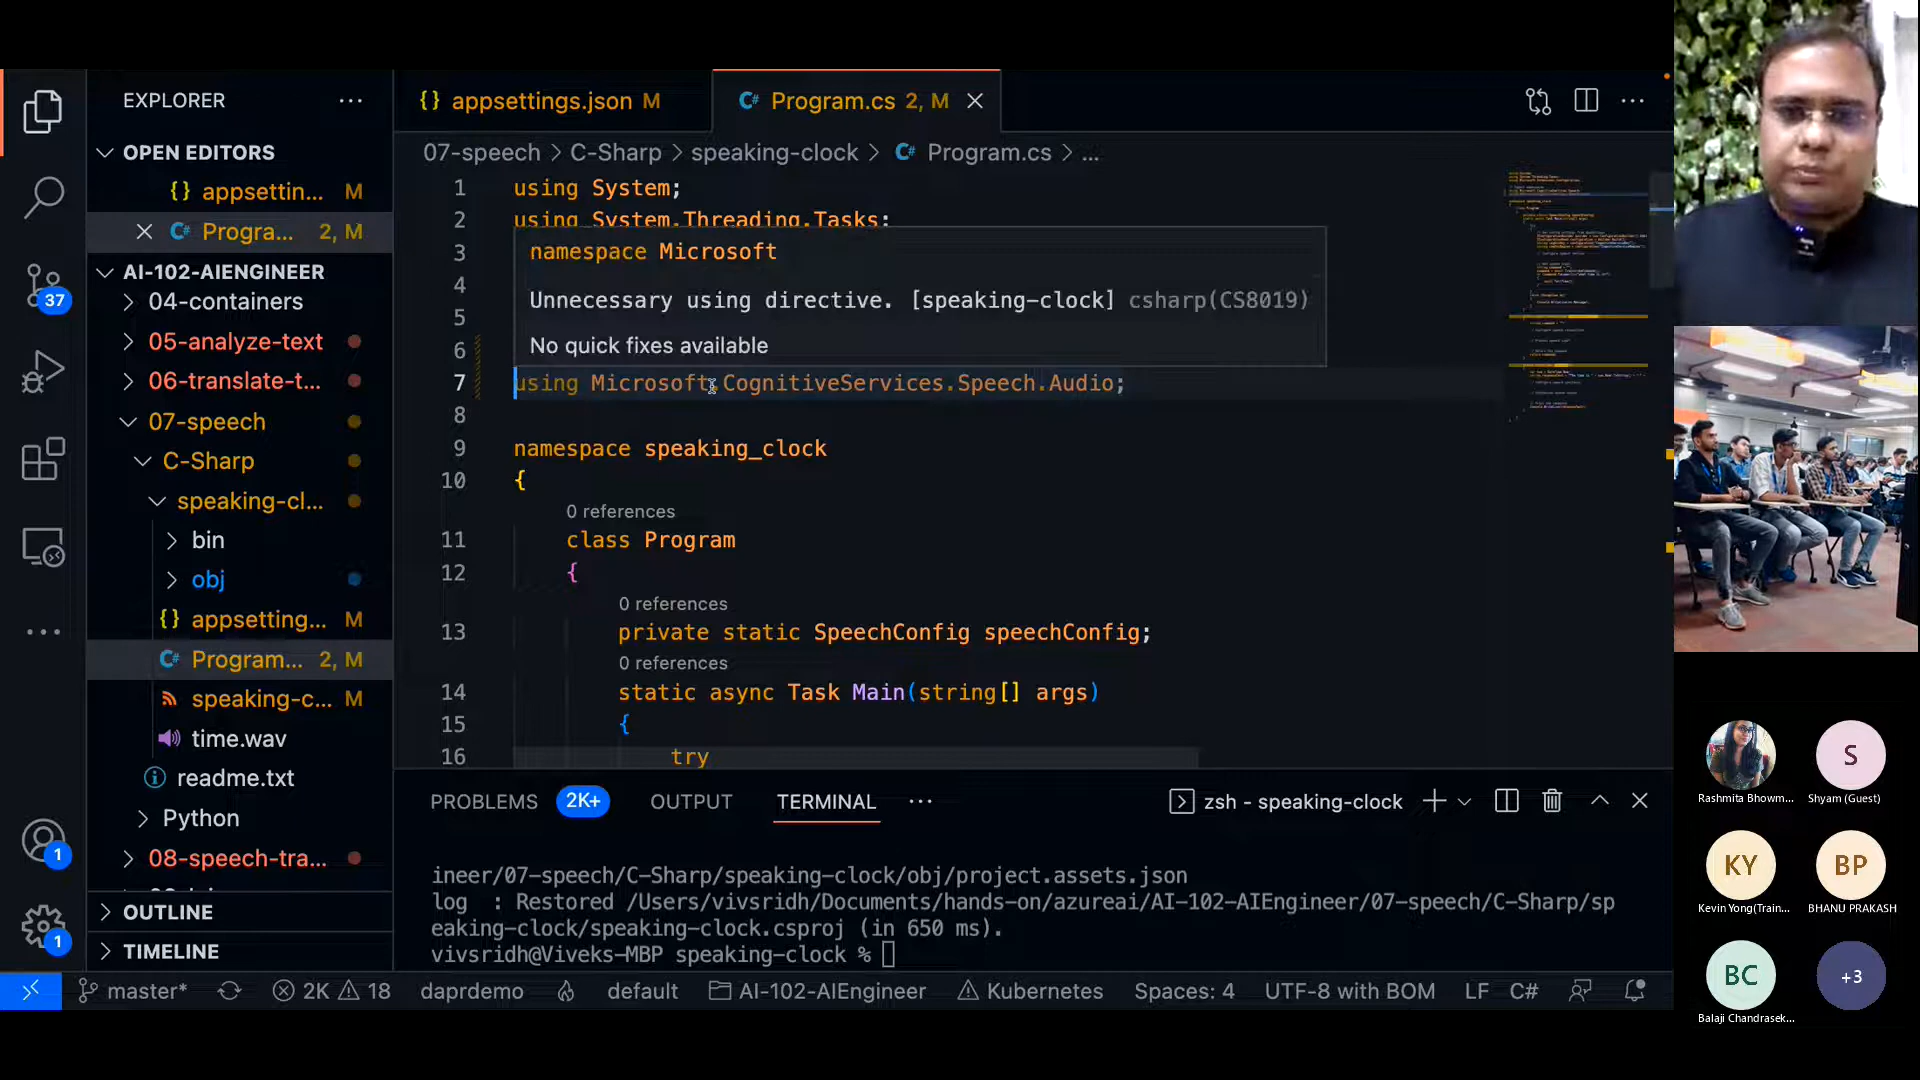 EXPLORER
OPEN EDITORS
appsettin... M
Progra... 2, M
AI-102-AIENGINEER
04-containers
05-analyze-text
06-translate-t...
07-speech
C-Sharp
speaking-cl...
bin
obj
appsetting... M
Program... 2, M
speaking-c... M
time.wav
readme.txt
Python
08-speech-tra...
OUTLINE
TIMELINE
37
1
1
{} appsettings.json M
C# Program.cs 2, M
07-speech > C-Sharp > speaking-clock > C# Program.cs > ...
1 using System;
2 using System.Threading.Tasks;
3
4
5
6
namespace Microsoft
Unnecessary using directive. [speaking-clock] csharp(CS8019)
No quick fixes available
7 using Microsoft.CognitiveServices.Speech.Audio;
8
9 namespace speaking_clock
10 {
0 references
11 class Program
12 {
0 references
13 private static SpeechConfig speechConfig;
0 references
14 static async Task Main(string[] args)
15 {
16 try
PROBLEMS 2K+ OUTPUT TERMINAL ... zsh - speaking-clock
ineer/07-speech/C-Sharp/speaking-clock/obj/project.assets.json
log : Restored /Users/vivsridh/Documents/hands-on/azureai/AI-102-AIEngineer/07-speech/C-Sharp/sp
eaking-clock/speaking-clock.csproj (in 650 ms).
vivsridh@Viveks-MBP speaking-clock %
master* 2K 18 daprdemo default AI-102-AIEngineer Kubernetes Spaces: 4 UTF-8 with BOM LF C#
Rashmita Bhowm...
S
Shyam (Guest)
KY
Kevin Yong(Train...
BP
BHANU PRAKASH
BC
Balaji Chandrasek...
+3